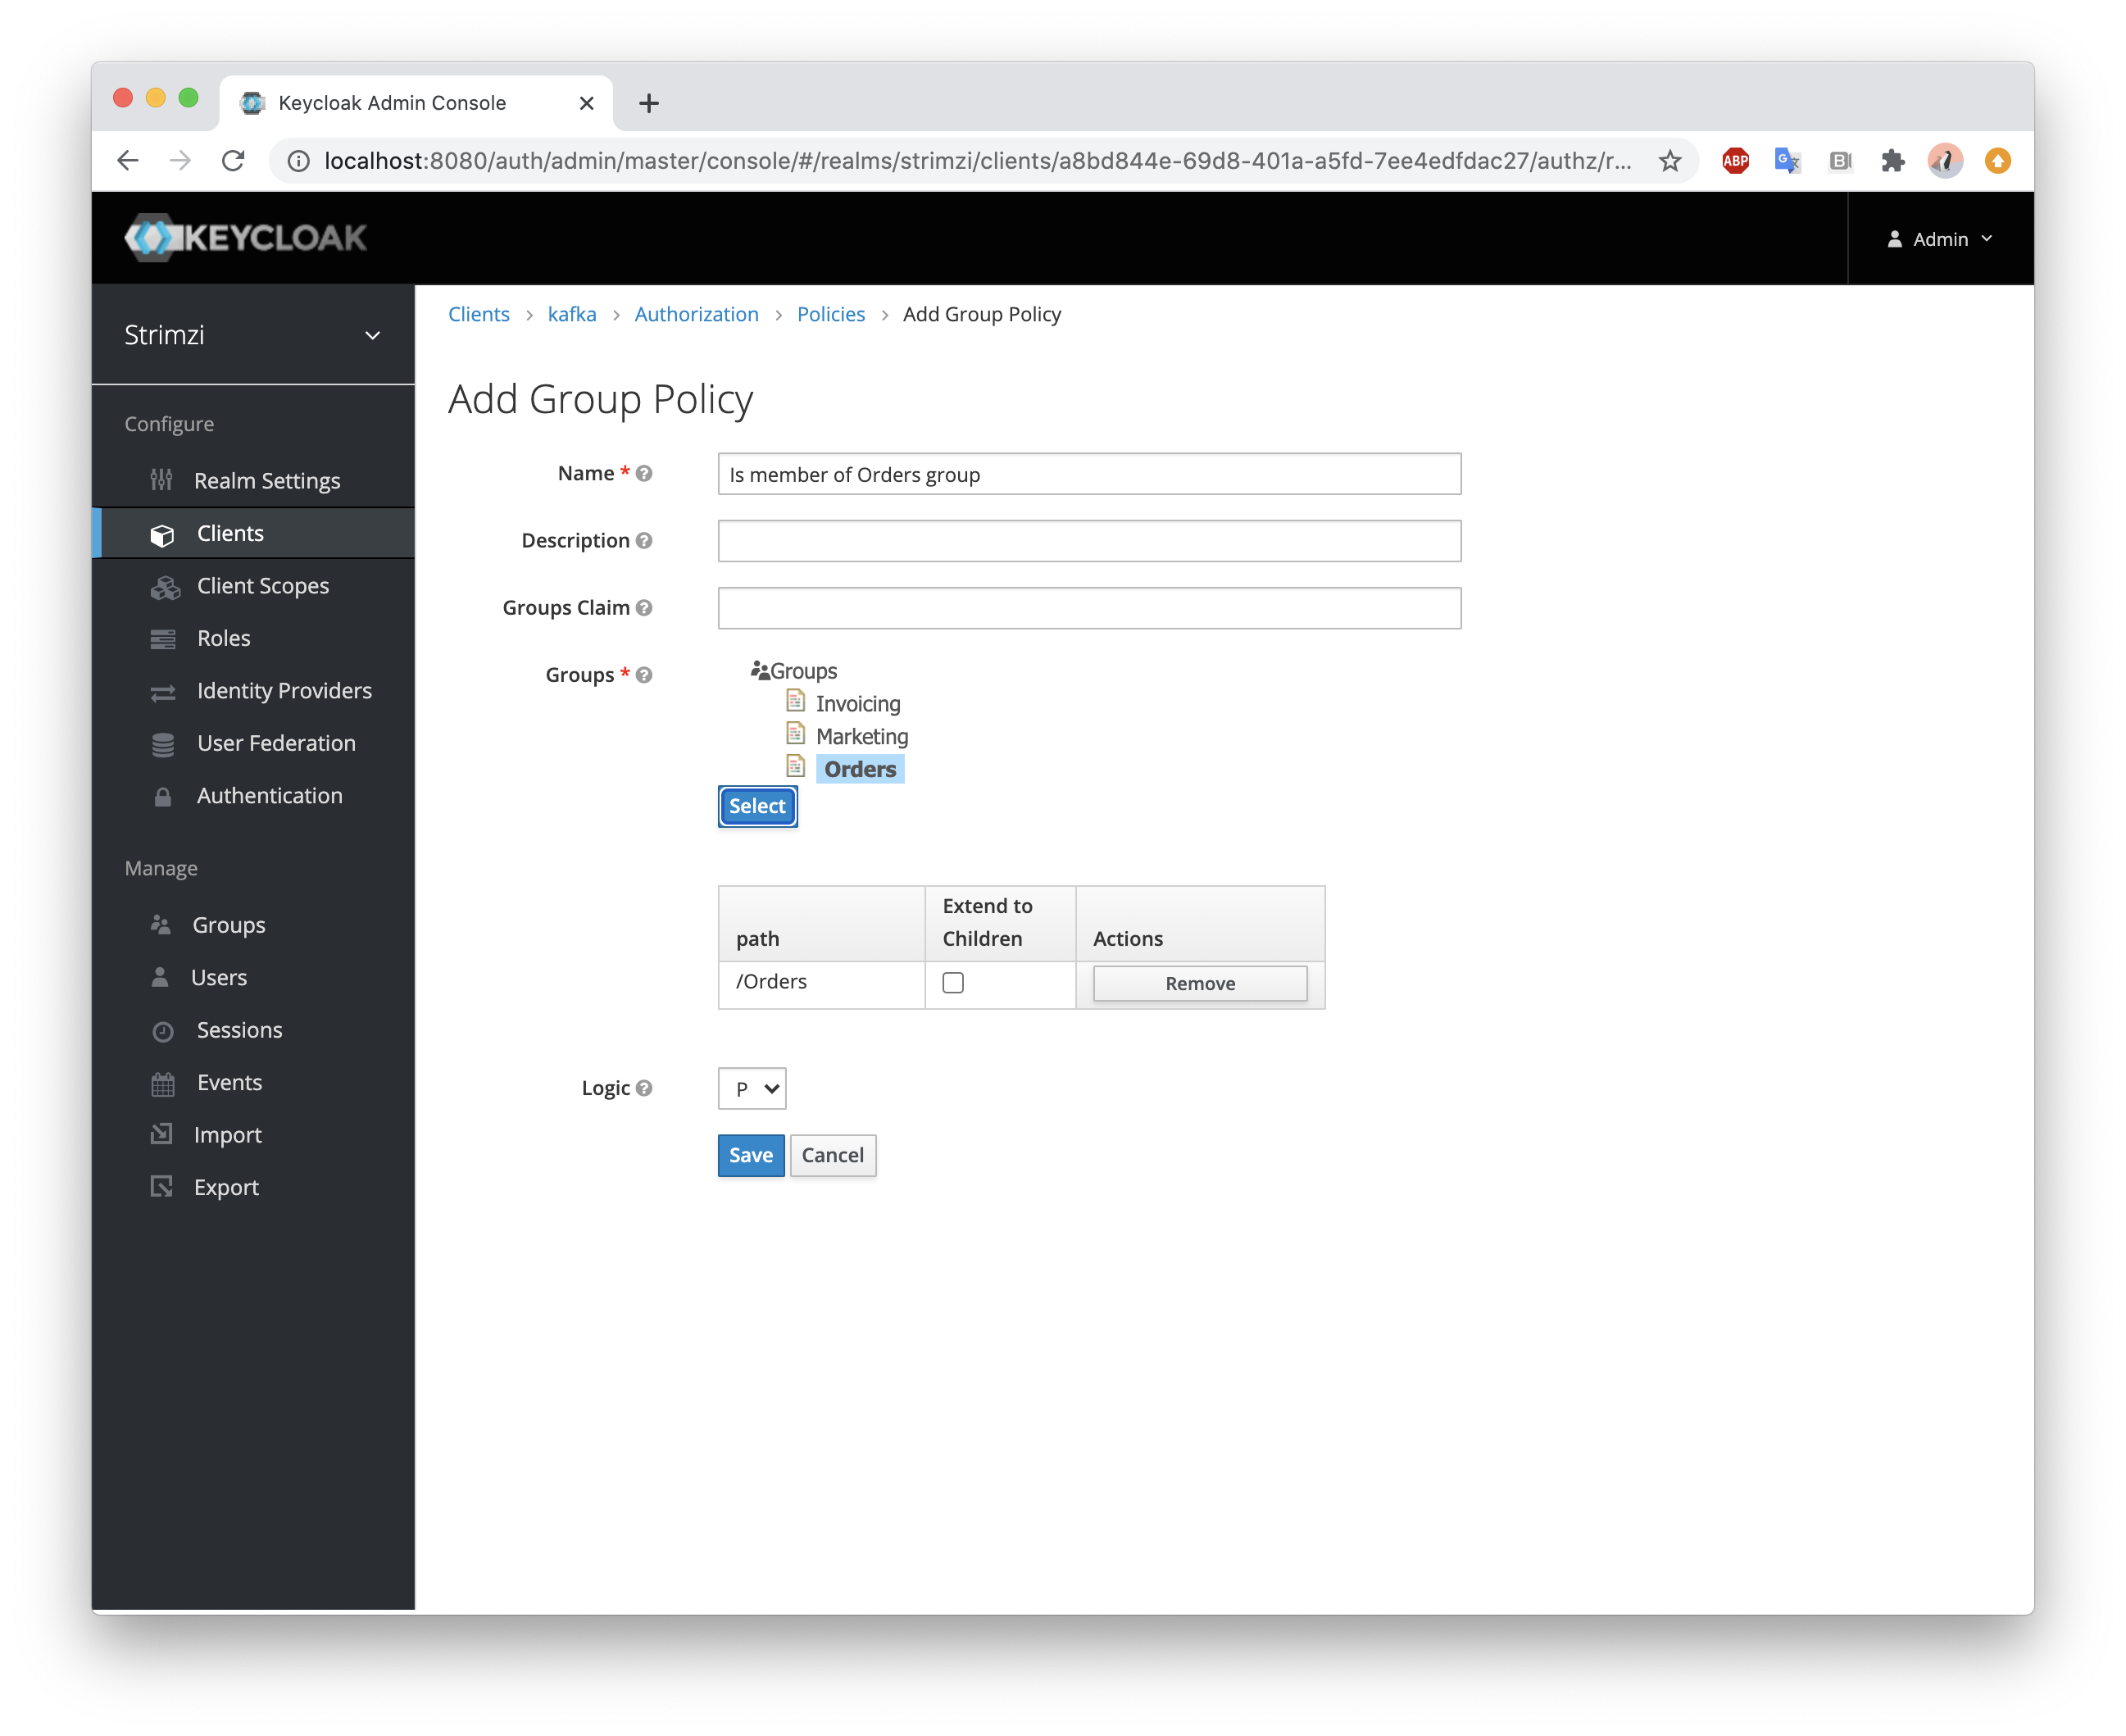 Keycloak Admin Console
localhost:8080/auth/admin/master/console/#/realms/strimzi/clients/a8bd844e-69d8-401a-a5fd-7ee4edfdac27/authz/r...
ABP
KEYCLOAK
Admin
Strimzi
Configure
Realm Settings
Clients
Client Scopes
Roles
Identity Providers
User Federation
Authentication
Manage
Groups
Users
Sessions
Events
Import
Export
Clients > kafka > Authorization > Policies > Add Group Policy
Add Group Policy
Name * Is member of Orders group
Description
Groups Claim
Groups *
Groups
Invoicing
Marketing
Orders
Select
path Extend to Children Actions
/Orders Remove
Logic P
Save Cancel